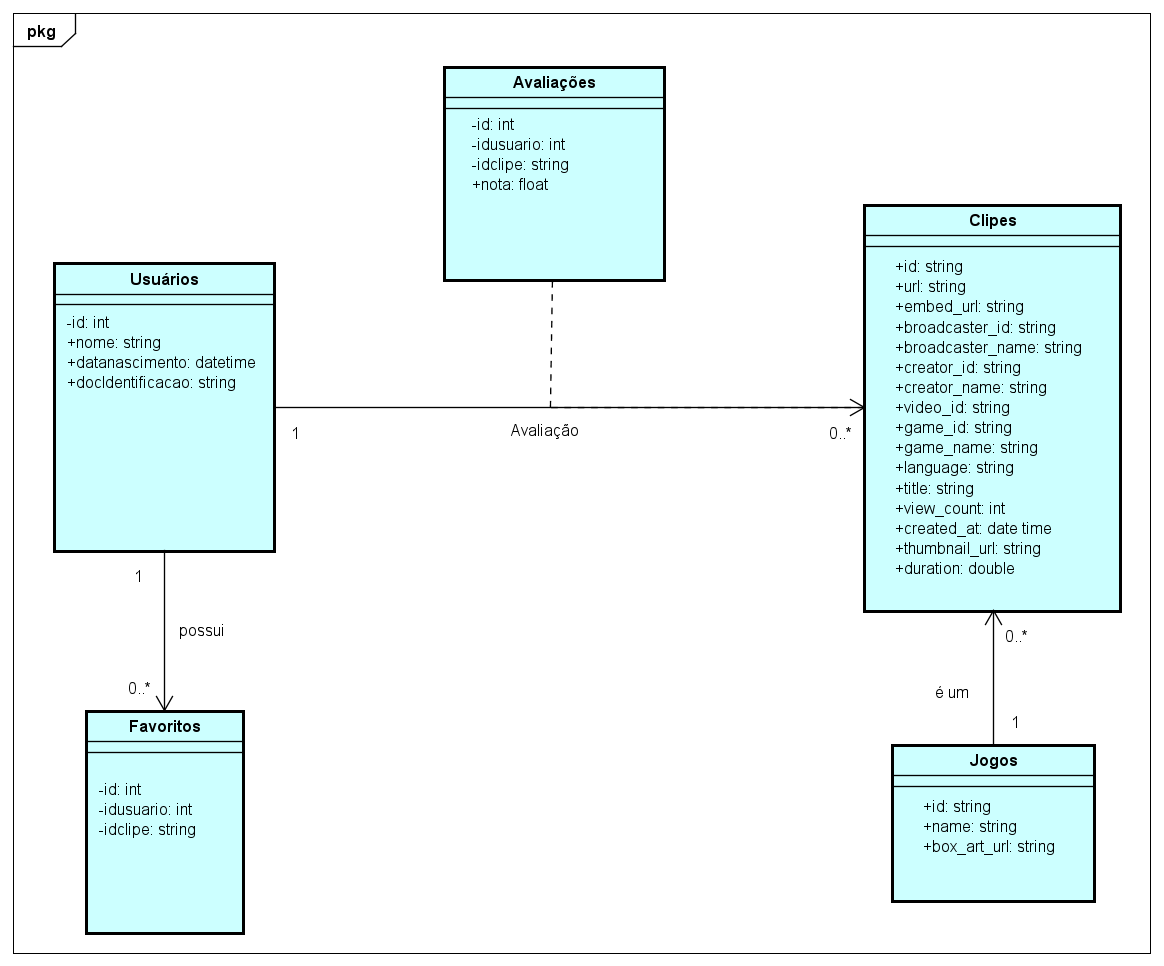 pkg
Avaliações
-id: int
-idusuario: int
-idclipe: string
+nota: float
Usuários
-id: int
+nome: string
+datanascimento: datetime
+docIdentificacao: string
Clipes
+id: string
+url: string
+embed_url: string
+broadcaster_id: string
+broadcaster_name: string
+creator_id: string
+creator_name: string
+video_id: string
+game_id: string
+game_name: string
+language: string
+title: string
+view_count: int
+created_at: date time
+thumbnail_url: string
+duration: double
1
Avaliação
0..*
1
possui
0..*
Favoritos
-id: int
-idusuario: int
-idclipe: string
0..*
é um
1
Jogos
+id: string
+name: string
+box_art_url: string